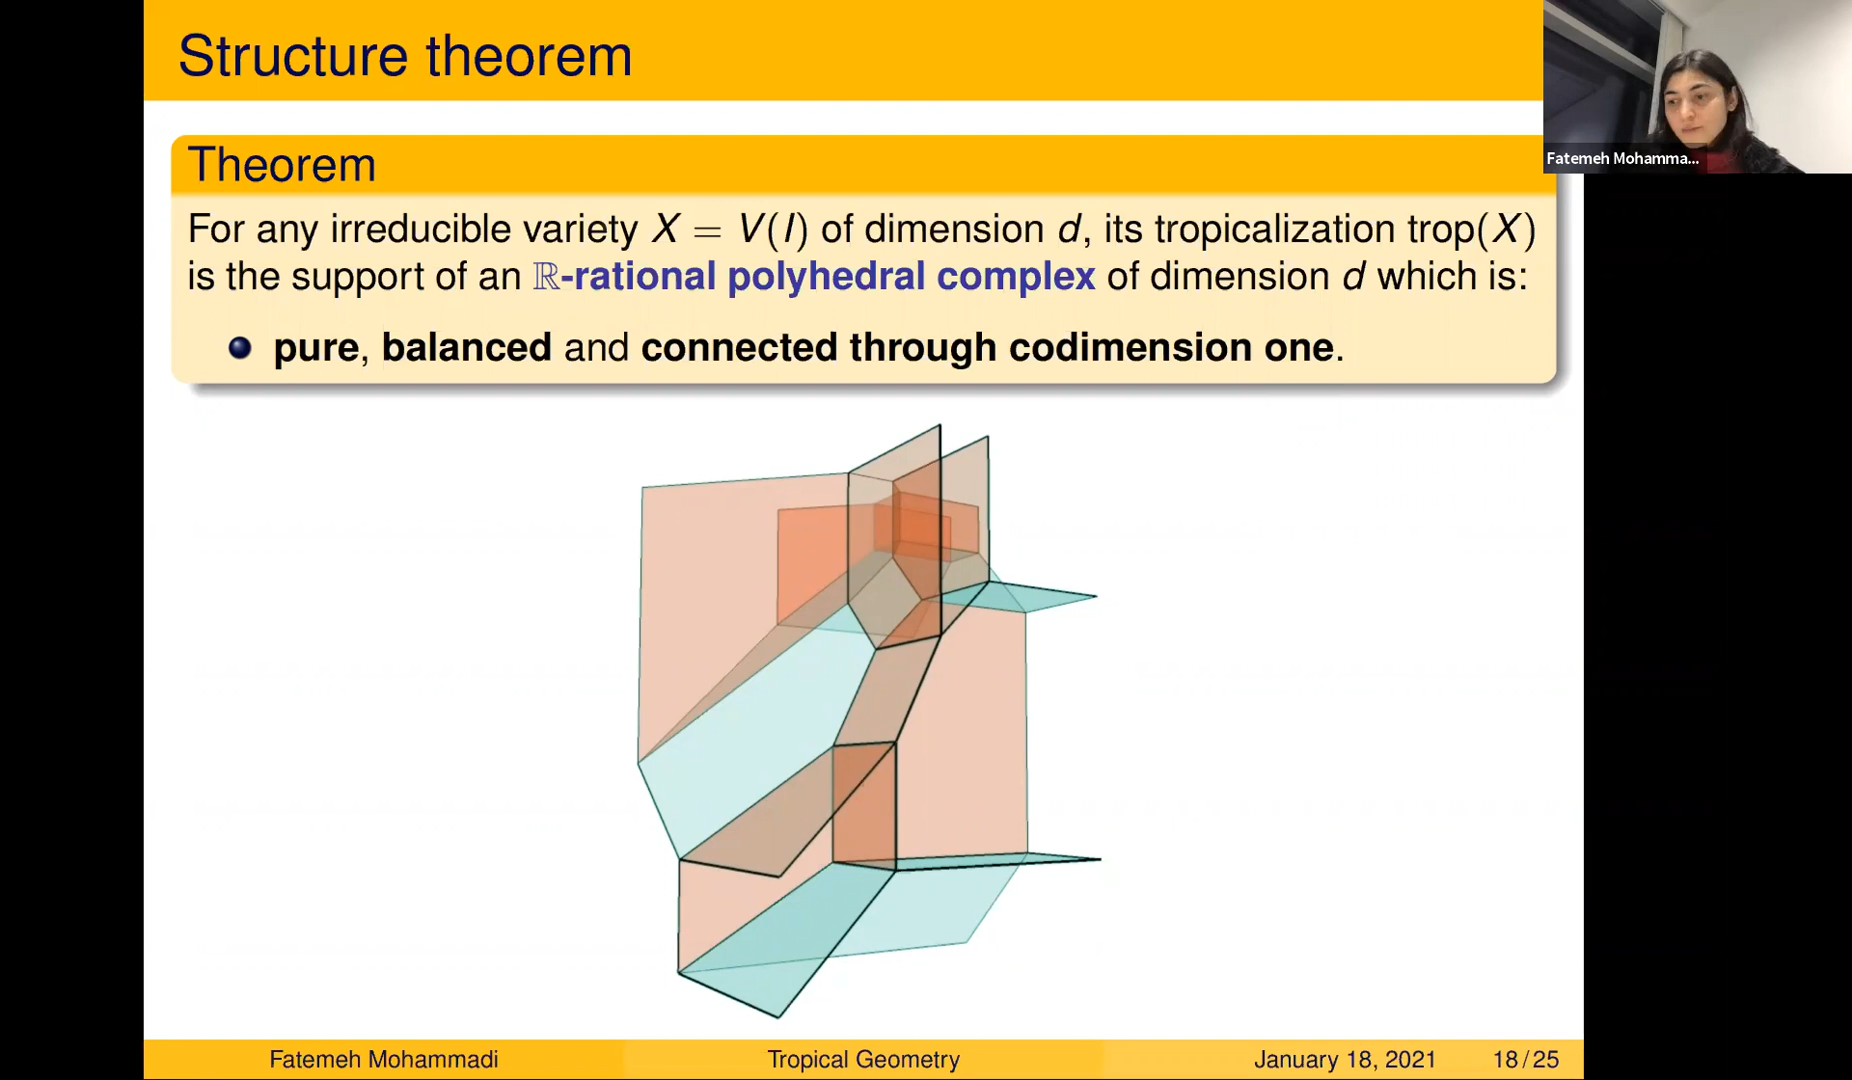 Structure theorem
Theorem
For any irreducible variety X = V(I) of dimension d, its tropicalization trop(X)
is the support of an ℝ-rational polyhedral complex of dimension d which is:
pure, balanced and connected through codimension one.
Fatemeh Mohamma...
Fatemeh Mohammadi
Tropical Geometry
January 18, 2021
18/25